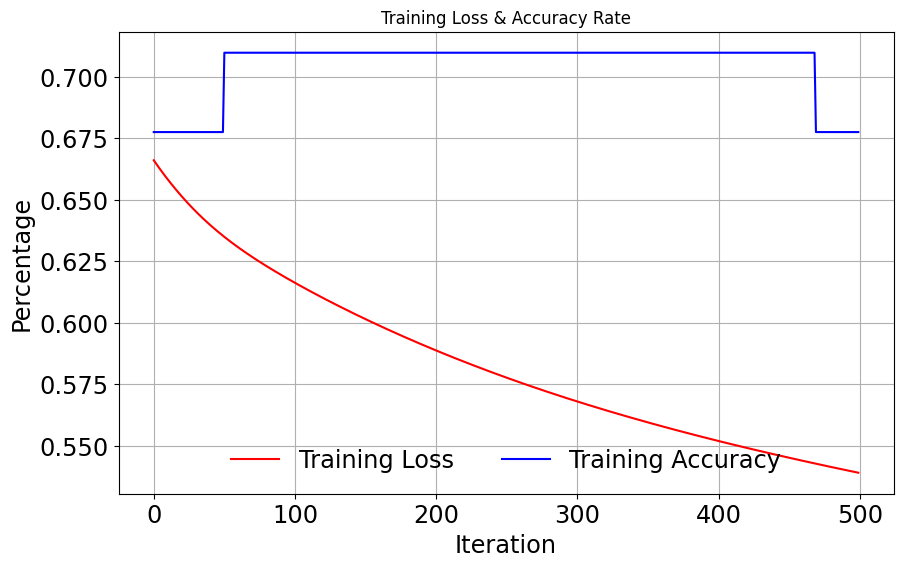 Training Loss & Accuracy Rate
0.700
0.675
0.650
0.625
0.600
0.575
0.550
Percentage
Training Loss Training Accuracy
0 100 200 300 400 500
Iteration